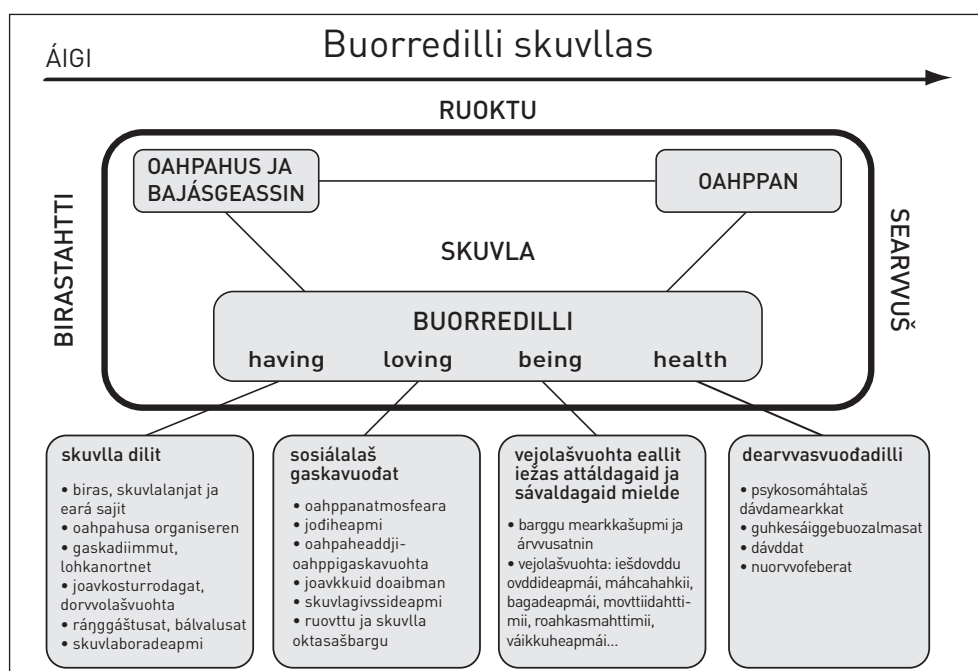 Buorredilli skuvllas
ÁIGI
RUOKTU
BIRASTAHTTI
OAHPAHUS JA
BAJÁSGEASSIN
OAHPPAN
SEARVVUŠ
SKUVLA
BUORREDILLI
having loving being health
skuvlla dilit
• biras, skuvlalanjat ja
eará sajit
• oahpahusa organiseren
• gaskadiimmut,
lohkanortnet
• joavkosturrodagat,
dorvvolašvuohta
• ráŋggáštusat, bálvalusat
• skuvlaboradeapmi
sosiálalaš
gaskavuođat
• oahppanatmosfeara
• jođiheapmi
• oahpaheaddji-
oahppigaskavuohta
• joavkkuid doaibman
• skuvlagivssideapmi
• ruovttu ja skuvlla
oktasašbargu
vejolašvuohta eallit
iežas attáldagaid ja
sávaldagaid mielde
• barggu mearkkašupmi ja
árvvusatnin
• vejolašvuohta: iešdovddu
ovddideapmái, máhcahahkii,
bagadeapmái, movttiidahtti-
mii, roahkasmahttimii,
váikkuheapmái...
dearvvasvuođadilli
• psykosomáhtalaš
dávdamearkkat
• guhkesáiggebuozalmasat
• dávddat
• nuorvvofeberat